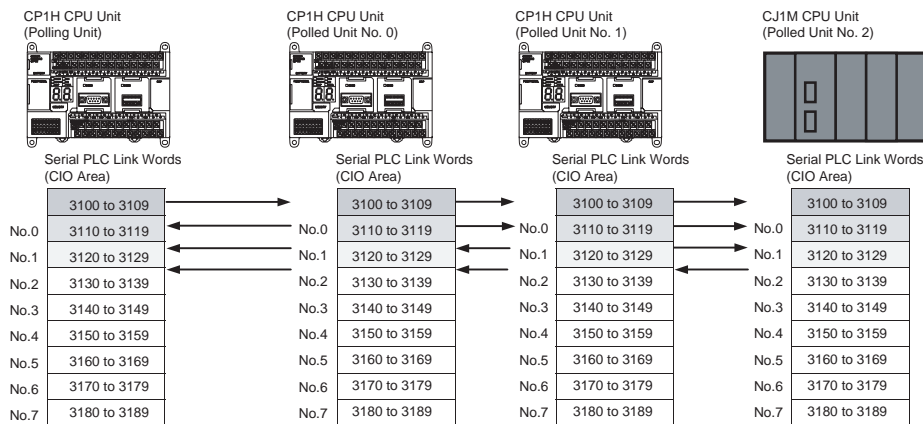 CP1H CPU Unit
(Polling Unit)
CP1H CPU Unit
(Polled Unit No. 0)
CP1H CPU Unit
(Polled Unit No. 1)
CJ1M CPU Unit
(Polled Unit No. 2)
Serial PLC Link Words
(CIO Area)
3100 to 3109
No.0 3110 to 3119
No.1 3120 to 3129
No.2 3130 to 3139
No.3 3140 to 3149
No.4 3150 to 3159
No.5 3160 to 3169
No.6 3170 to 3179
No.7 3180 to 3189
Serial PLC Link Words
(CIO Area)
3100 to 3109
No.0 3110 to 3119
No.1 3120 to 3129
No.2 3130 to 3139
No.3 3140 to 3149
No.4 3150 to 3159
No.5 3160 to 3169
No.6 3170 to 3179
No.7 3180 to 3189
Serial PLC Link Words
(CIO Area)
3100 to 3109
No.0 3110 to 3119
No.1 3120 to 3129
No.2 3130 to 3139
No.3 3140 to 3149
No.4 3150 to 3159
No.5 3160 to 3169
No.6 3170 to 3179
No.7 3180 to 3189
Serial PLC Link Words
(CIO Area)
3100 to 3109
No.0 3110 to 3119
No.1 3120 to 3129
No.2 3130 to 3139
No.3 3140 to 3149
No.4 3150 to 3159
No.5 3160 to 3169
No.6 3170 to 3179
No.7 3180 to 3189